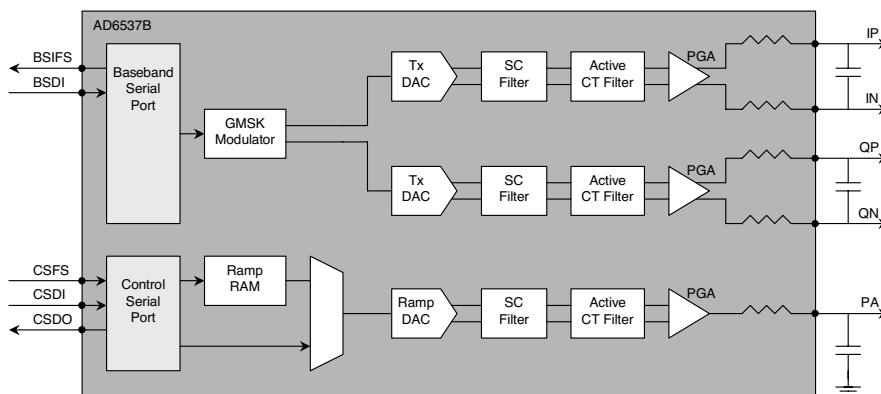 AD6537B
BSIFS
BSDI
Baseband
Serial
Port
GMSK
Modulator
Tx
DAC
SC
Filter
Active
CT Filter
PGA
IP
IN
Tx
DAC
SC
Filter
Active
CT Filter
PGA
QP
QN
CSFS
CSDI
CSDO
Control
Serial
Port
Ramp
RAM
Ramp
DAC
SC
Filter
Active
CT Filter
PGA
PA